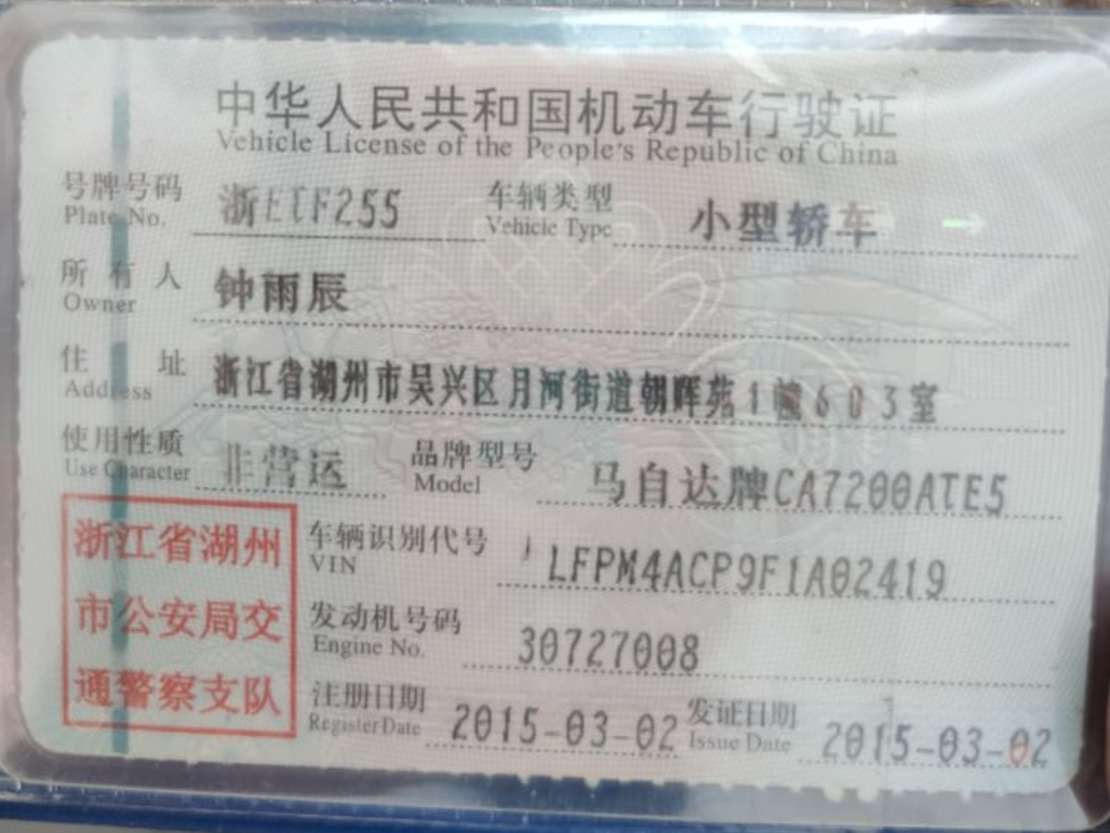 中华人民共和国机动车行驶证
Vehicle License of the People's Republic of China
号牌号码 浙ETF255 车辆类型 小型轿车
Plate No. Vehicle Type
所有人 钟雨辰
Owner
住址 浙江省湖州市吴兴区月河街道朝晖苑1幢603室
Address
使用性质 非营运 品牌型号 马自达牌CA7200ATE5
Use Character Model
浙江省湖州
市公安局交
通警察支队
车辆识别代号 LFPM4ACP9F1A02419
VIN
发动机号码 30727008
Engine No.
注册日期 2015-03-02 发证日期 2015-03-02
Register Date Issue Date